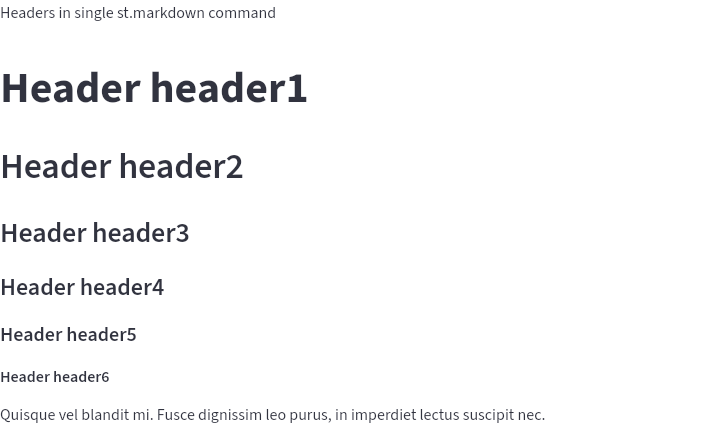 Headers in single st.markdown command
Header header1
Header header2
Header header3
Header header4
Header header5
Header header6
Quisque vel blandit mi. Fusce dignissim leo purus, in imperdiet lectus suscipit nec.